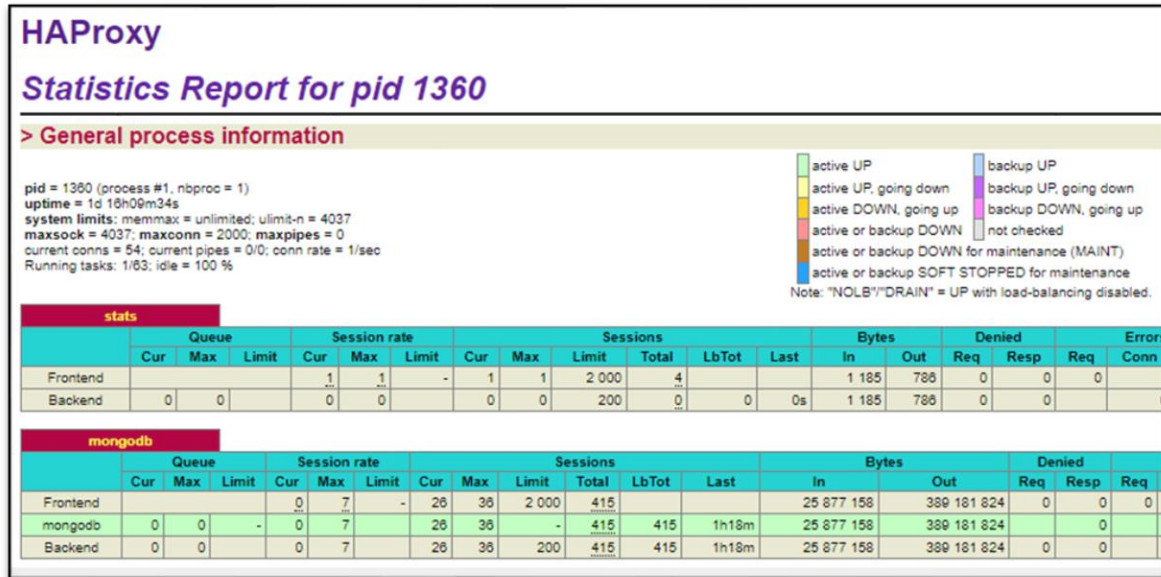 HAProxy
Statistics Report for pid 1360
> General process information
pid = 1360 (process #1, nbproc = 1)
uptime = 1d 16h09m34s
system limits: memmax = unlimited; ulimit-n = 4037
maxsock = 4037; maxconn = 2000; maxpipes = 0
current conns = 54; current pipes = 0/0; conn rate = 1/sec
Running tasks: 1/63; idle = 100 %
active UP backup UP
active UP, going down backup UP, going down
active DOWN, going up backup DOWN, going up
active or backup DOWN not checked
active or backup DOWN for maintenance (MAINT)
active or backup SOFT STOPPED for maintenance
Note: "NOLB"/"DRAIN" = UP with load-balancing disabled.
stats
Queue Session rate Sessions Bytes Denied Errors
Cur Max Limit Cur Max Limit Cur Max Limit Total LbTot Last In Out Req Resp Req Conn
Frontend 1 1 - 1 1 2 000 4 1 185 786 0 0 0
Backend 0 0 0 0 0 0 200 0 0 0s 1 185 786 0 0
mongodb
Queue Session rate Sessions Bytes Denied
Cur Max Limit Cur Max Limit Cur Max Limit Total LbTot Last In Out Req Resp Req
Frontend 0 7 - 26 36 2 000 415 25 877 158 389 181 824 0 0 0
mongodb 0 0 - 0 7 26 36 - 415 415 1h18m 25 877 158 389 181 824 0
Backend 0 0 0 7 26 36 200 415 415 1h18m 25 877 158 389 181 824 0 0